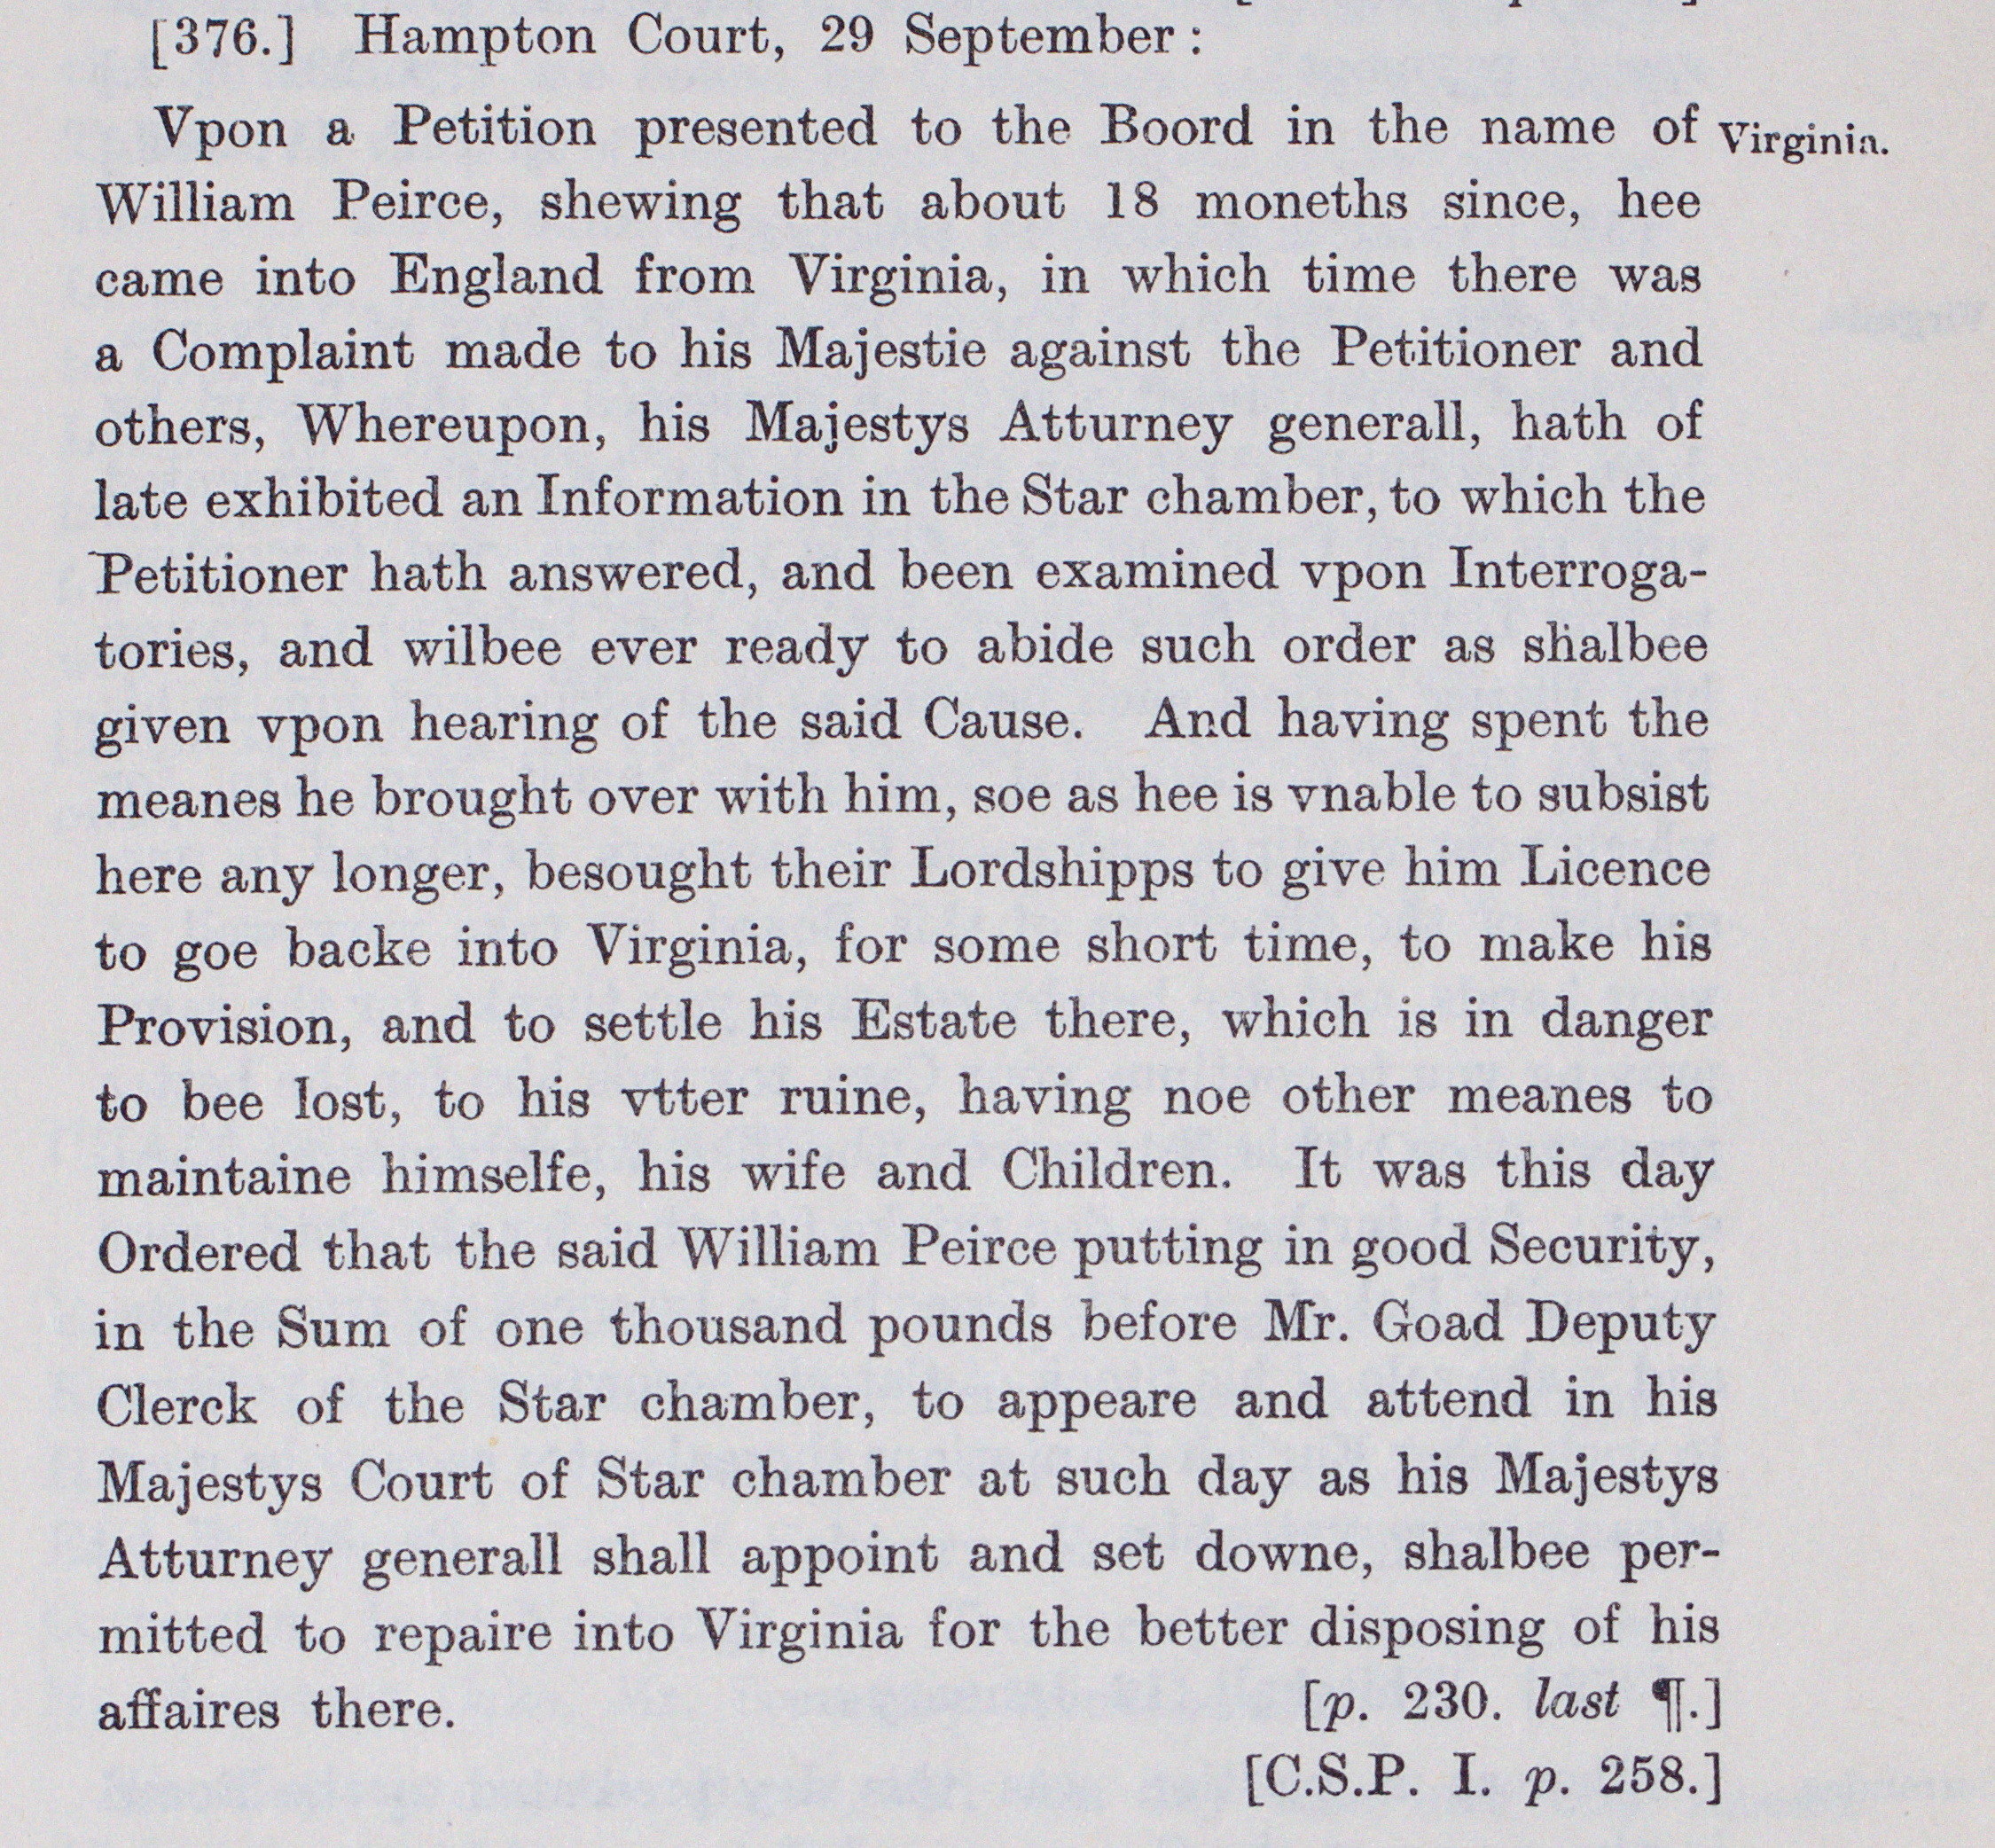 [376.] Hampton Court, 29 September:
Vpon a Petition presented to the Boord in the name of
Virginia.
William Peirce, shewing that about 18 moneths since, hee
came into England from Virginia, in which time there was
a Complaint made to his Majestie against the Petitioner and
others, Whereupon, his Majestys Atturney generall, hath of
late exhibited an Information in the Star chamber, to which the
Petitioner hath answered, and been examined vpon Interroga-
tories, and wilbee ever ready to abide such order as shalbee
given vpon hearing of the said Cause. And having spent the
meanes he brought over with him, soe as hee is vnable to subsist
here any longer, besought their Lordshipps to give him Licence
to goe backe into Virginia, for some short time, to make his
Provision, and to settle his Estate there, which is in danger
to bee lost, to his vtter ruine, having noe other meanes to
maintaine himselfe, his wife and Children. It was this day
Ordered that the said William Peirce putting in good Security,
in the Sum of one thousand pounds before Mr. Goad Deputy
Clerck of the Star chamber, to appeare and attend in his
Majestys Court of Star chamber at such day as his Majestys
Atturney generall shall appoint and set downe, shalbee per-
mitted to repaire into Virginia for the better disposing of his
affaires there. [p. 230. last ¶.]
[C.S.P. I. p. 258.]